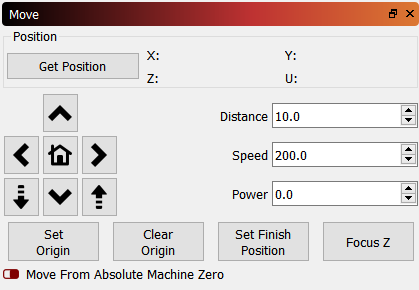 Move
Position
Get Position
X:
Y:
Z:
U:
Distance 10.0
Speed 200.0
Power 0.0
Set Origin
Clear Origin
Set Finish Position
Focus Z
Move From Absolute Machine Zero